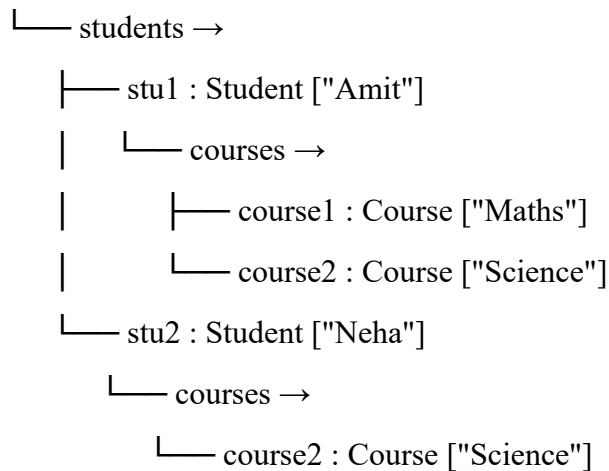 └── students →
├── stu1 : Student ["Amit"]
│ └── courses →
│ ├── course1 : Course ["Maths"]
│ └── course2 : Course ["Science"]
└── stu2 : Student ["Neha"]
└── courses →
└── course2 : Course ["Science"]